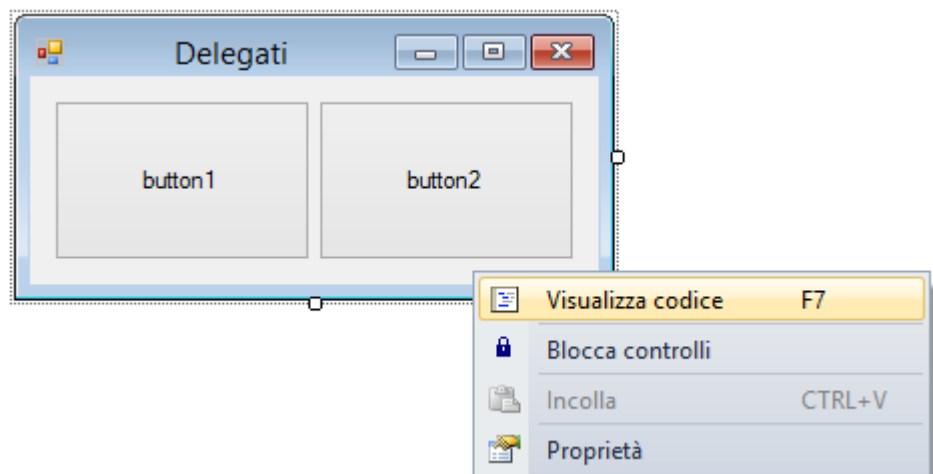 Delegati
button1 button2
Visualizza codice F7
Blocca controlli
Incolla CTRL+V
Proprietà